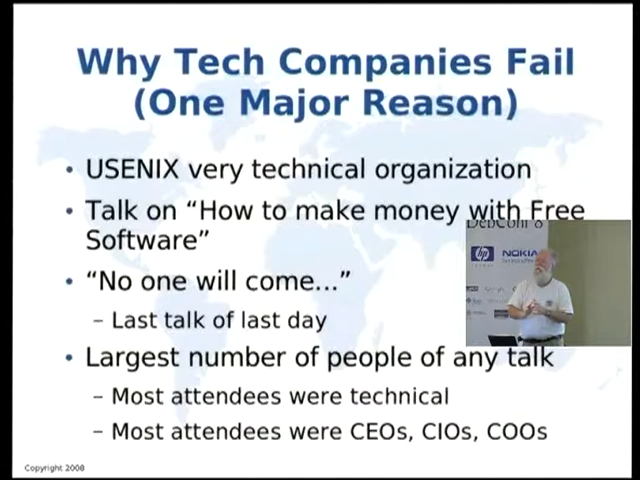 Why Tech Companies Fail
(One Major Reason)
• USENIX very technical organization
• Talk on “How to make money with Free
Software”
DebConf 8
hp
NOKIA
• “No one will come...”
– Last talk of last day
• Largest number of people of any talk
– Most attendees were technical
– Most attendees were CEOs, CIOs, COOs
Copyright 2008